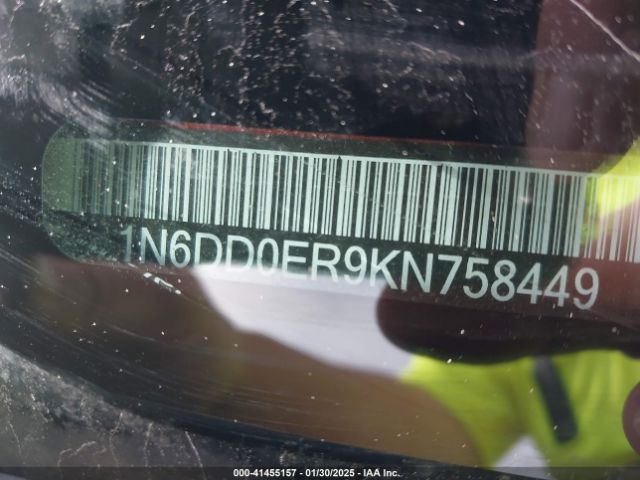 1N6DD0ER9KN758449
000-41455157 - 01/30/2025 - IAA Inc.